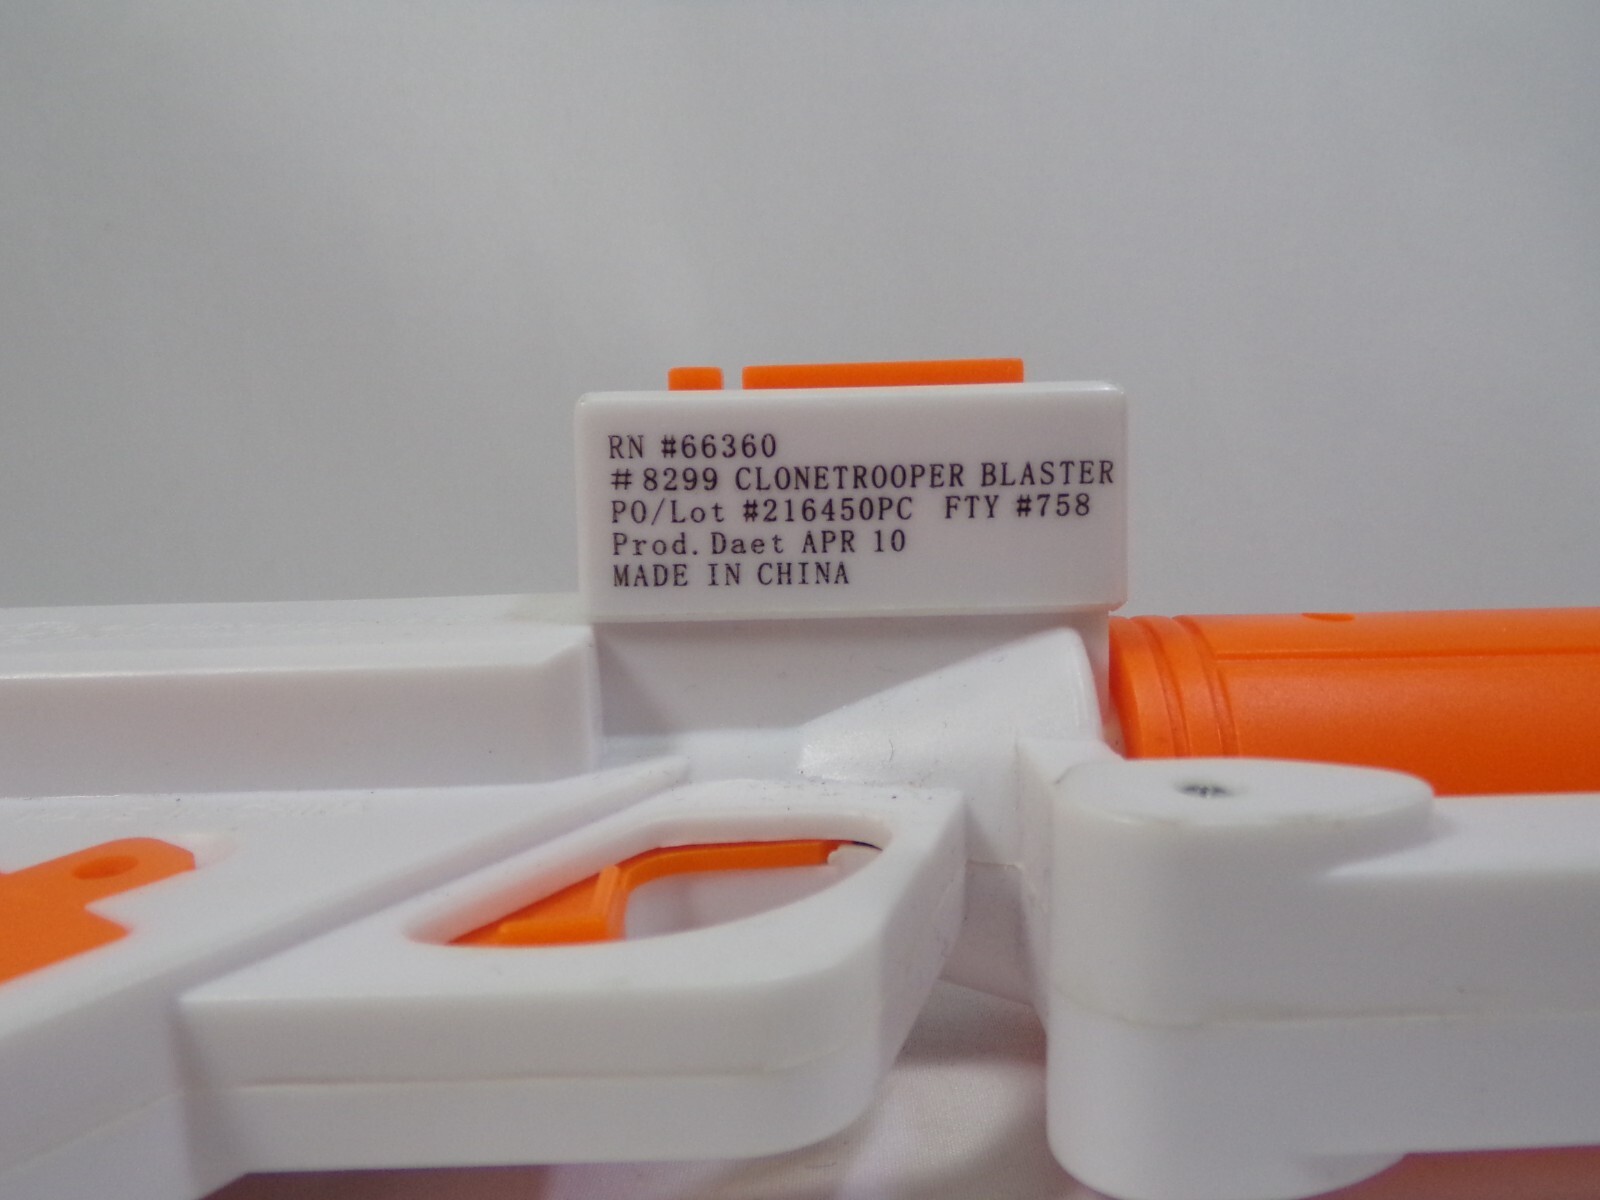 RN #66360
#8299 CLONETROOPER BLASTER
PO/Lot #216450PC FTY #758
Prod. Daet APR 10
MADE IN CHINA